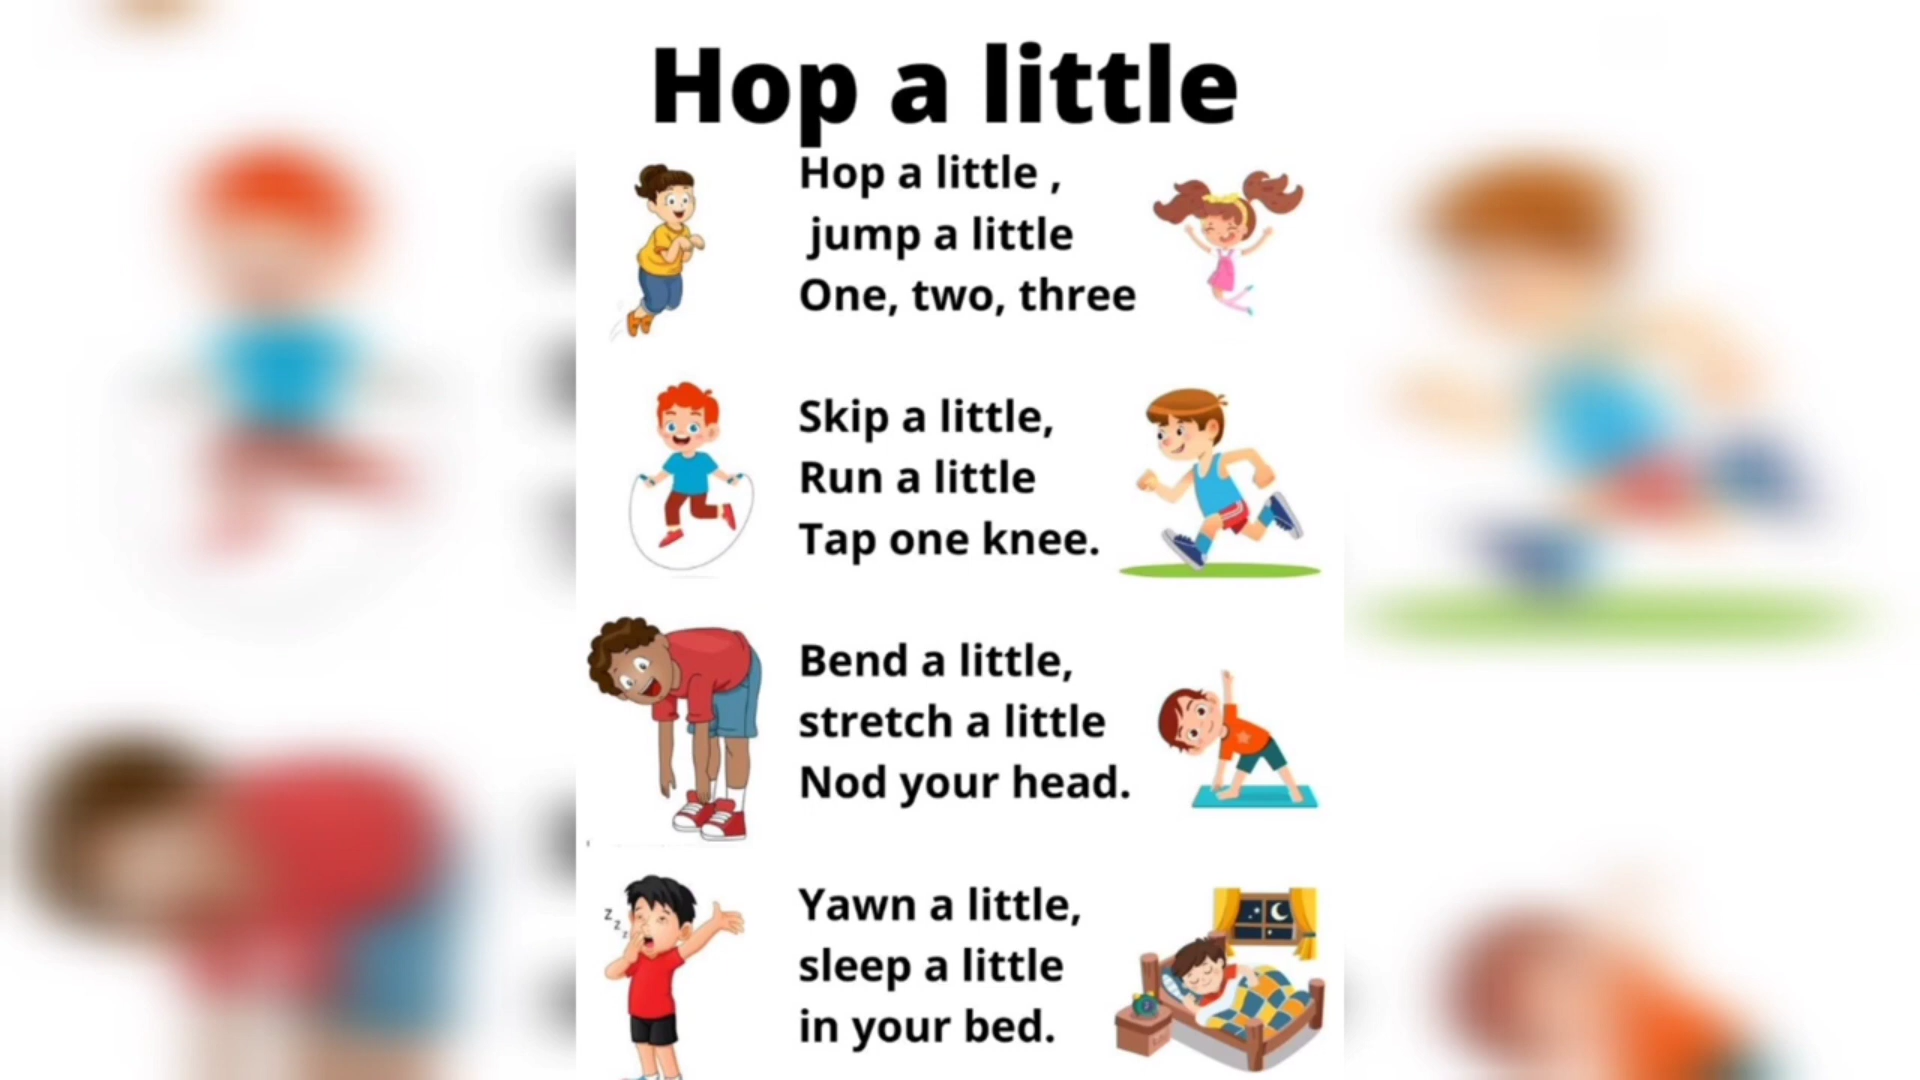 Hop a little
Hop a little ,
jump a little
One, two, three
Skip a little,
Run a little
Tap one knee.
Bend a little,
stretch a little
Nod your head.
Yawn a little,
sleep a little
in your bed.
z
z
z